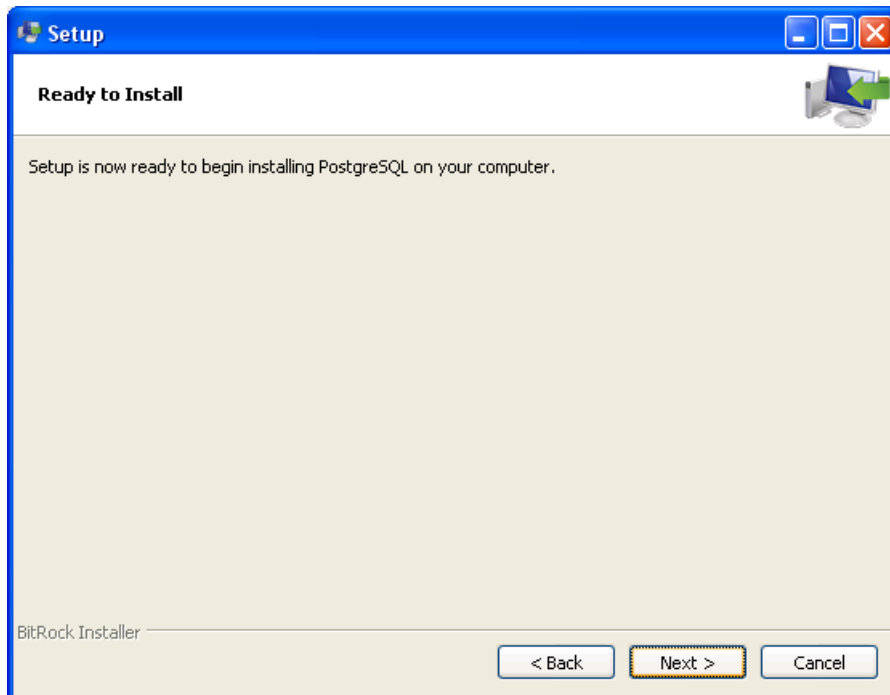 Setup
Ready to Install
Setup is now ready to begin installing PostgreSQL on your computer.
BitRock Installer
< Back
Next >
Cancel